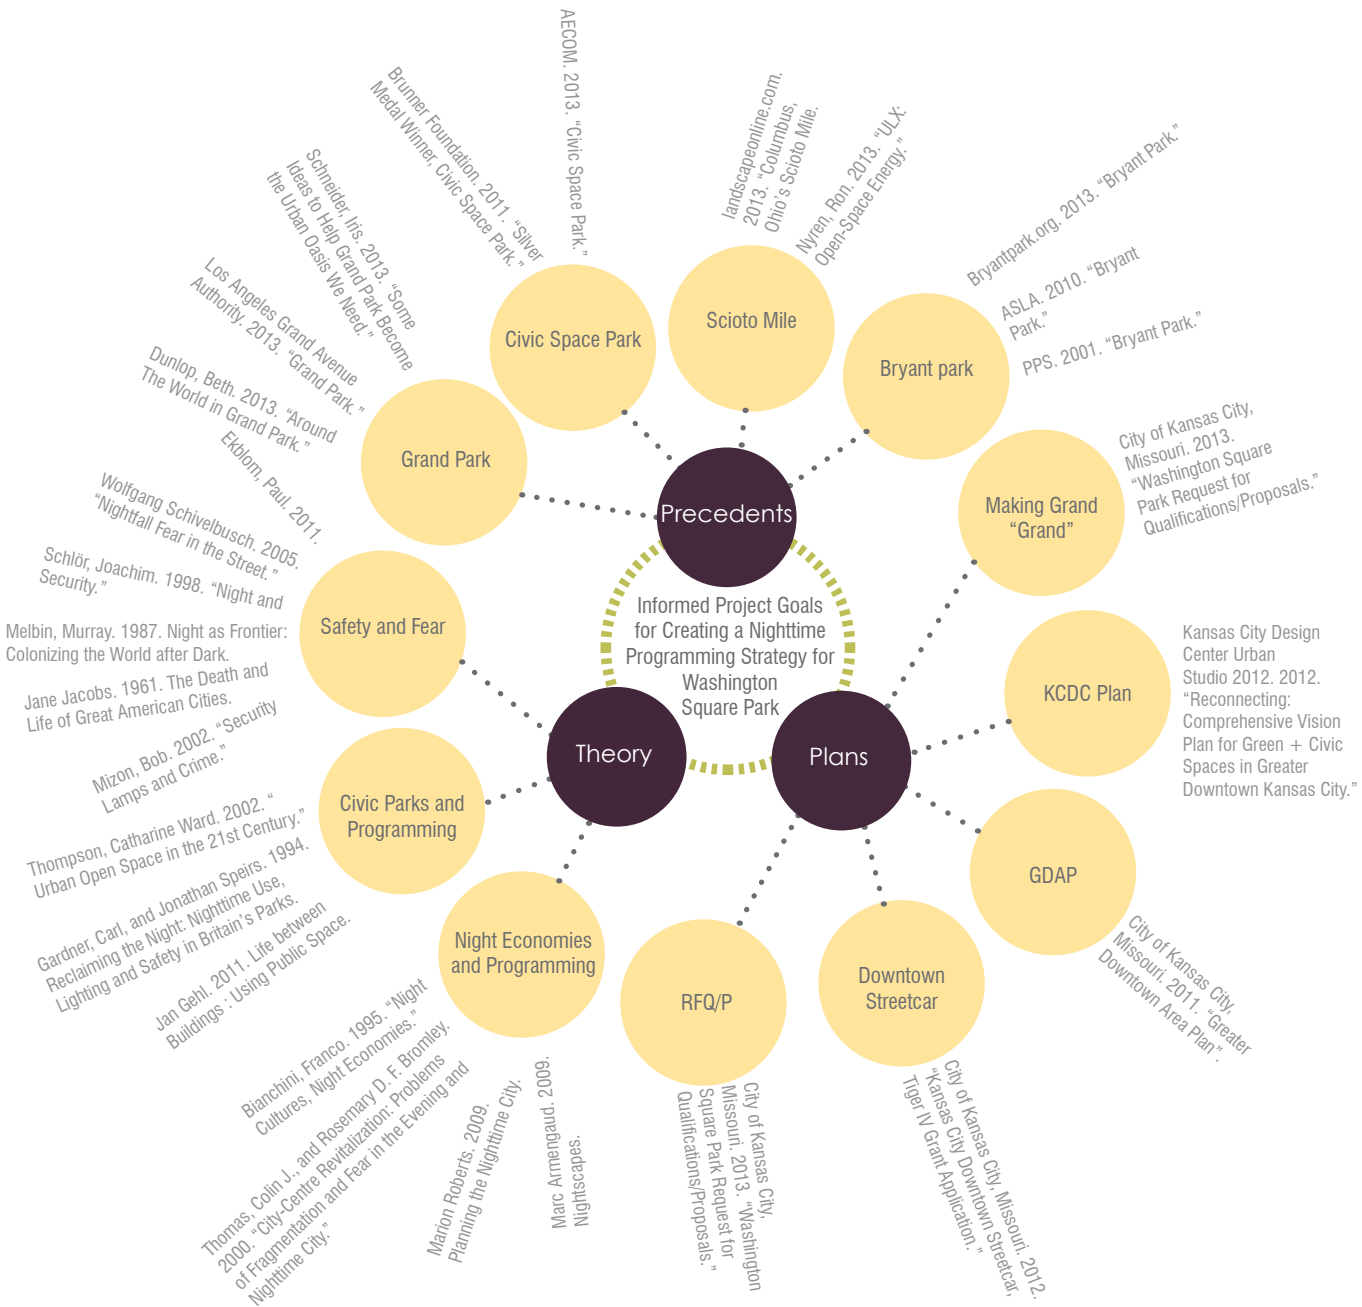 AECOM. 2013. “Civic Space Park.”
Brunner Foundation. 2011. “Silver
Medal Winner, Civic Space Park.”
Schneider, Iris. 2013. “Some
Ideas to Help Grand Park Become
the Urban Oasis We Need.”
Los Angeles Grand Avenue
Authority. 2013. “Grand Park. ”
Dunlop, Beth. 2013. “Around
The World in Grand Park.”
landscapeonline.com.
2013. “Columbus,
Ohio’s Scioto Mile.
Nyren, Ron. 2013. “ULX:
Open-Space Energy. ”
Bryantpark.org. 2013. “Bryant Park.”
ASLA. 2010. “Bryant
Park.”
PPS. 2001. “Bryant Park.”
Civic Space Park
Scioto Mile
Bryant park
Grand Park
Precedents
Making Grand
“Grand”
City of Kansas City,
Missouri. 2013.
“Washington Square
Park Request for
Qualifications/Proposals.”
Ekblom, Paul. 2011.
Wolfgang Schivelbusch. 2005.
“Nightfall Fear in the Street.”
Schlör, Joachim. 1998. “Night and
Security.”
Melbin, Murray. 1987. Night as Frontier:
Colonizing the World after Dark.
Jane Jacobs. 1961. The Death and
Life of Great American Cities.
Mizon, Bob. 2002. “Security
Lamps and Crime.”
Safety and Fear
Informed Project Goals
for Creating a Nighttime
Programming Strategy for
Washington
Square Park
KCDC Plan
Kansas City Design
Center Urban
Studio 2012. 2012.
“Reconnecting:
Comprehensive Vision
Plan for Green + Civic
Spaces in Greater
Downtown Kansas City.”
Theory
Plans
Civic Parks and
Programming
Thompson, Catharine Ward. 2002. “
Urban Open Space in the 21st Century.”
Gardner, Carl, and Jonathan Speirs. 1994.
Reclaiming the Night: Nighttime Use,
Lighting and Safety in Britain’s Parks.
Jan Gehl. 2011. Life between
Buildings : Using Public Space.
GDAP
City of Kansas City,
Missouri. 2011. “Greater
Downtown Area Plan”.
Night Economies
and Programming
RFQ/P
Downtown
Streetcar
Bianchini, Franco. 1995. “Night
Cultures, Night Economies.”
Thomas, Colin J., and Rosemary D. F. Bromley.
2000. “City-Centre Revitalization: Problems
of Fragmentation and Fear in the Evening and
Nighttime City.”
Marion Roberts. 2009.
Planning the Nighttime City.
Marc Armengaud. 2009.
Nightscapes.
City of Kansas City,
Missouri. 2013. “Washington
Square Park Request for
Qualifications/Proposals.”
City of Kansas City, Missouri. 2012.
“Kansas City Downtown Streetcar,
Tiger IV Grant Application.”